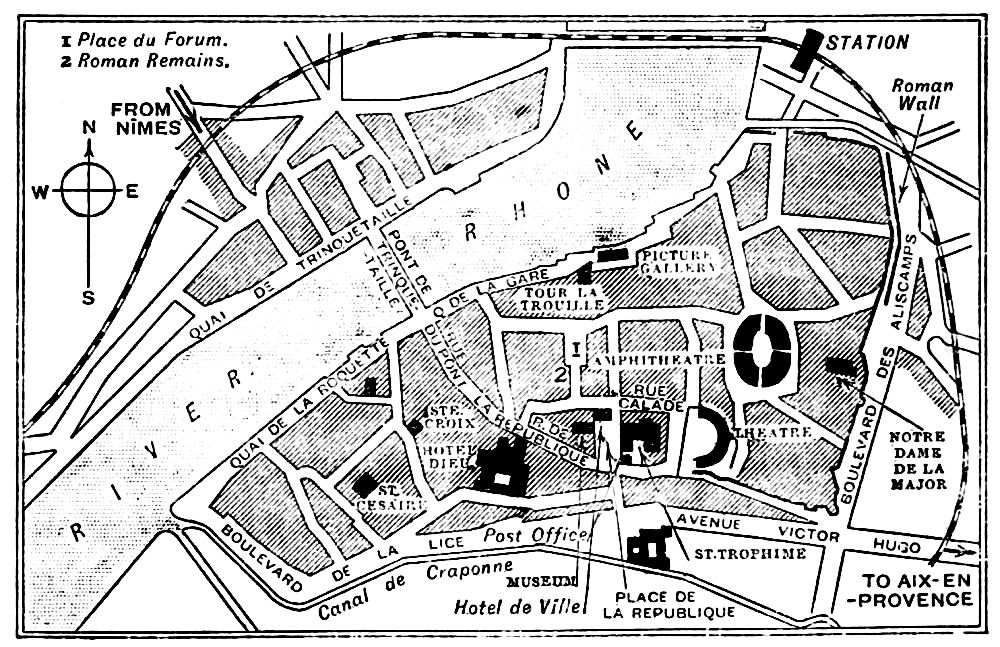 1 Place du Forum.
2 Roman Remains.
STATION
Roman
Wall
FROM
NÎMES
N
W E
S
RIVER RHONE
QUAI DE TRINQUETAILLE
PONT DE
TRINQUE-
TAILLE
Q. DE LA GARE
PICTURE
GALLERY
TOUR LA
TROUILLE
QUAI DE LA ROQUETTE
RUE
DU PONT
1
2
AMPHITHEATRE
RUE
CALADE
R. DE LA REPUBLIQUE
THEATRE
STE.
CROIX
HOTEL
DIEU
ST.
CESAIRE
BOULEVARD DES ALISCAMPS
NOTRE
DAME
DE LA
MAJOR
BOULEVARD DE LA LICE
Post Office
AVENUE VICTOR HUGO
ST. TROPHIME
Canal de Craponne
MUSEUM
Hotel de Ville
PLACE DE
LA REPUBLIQUE
TO AIX-EN
-PROVENCE